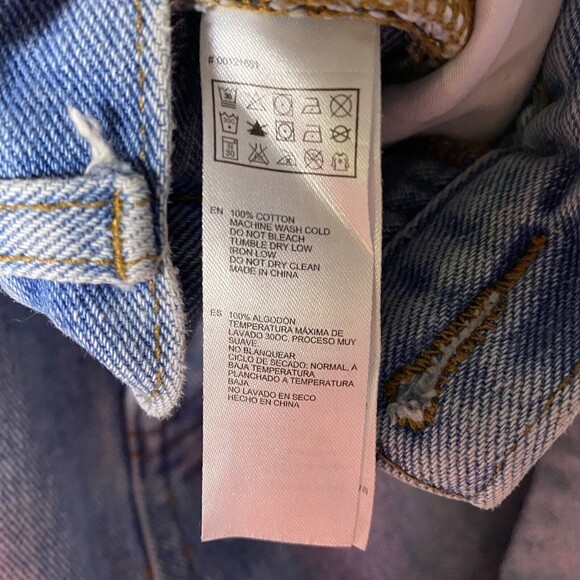 # 00121651
EN 100% COTTON
MACHINE WASH COLD
DO NOT BLEACH
TUMBLE DRY LOW
IRON LOW
DO NOT DRY CLEAN
MADE IN CHINA
ES 100% ALGODÓN
TEMPERATURA MÁXIMA DE
LAVADO 30OC. PROCESO MUY
SUAVE
NO BLANQUEAR
CICLO DE SECADO: NORMAL, A
BAJA TEMPERATURA
PLANCHADO A TEMPERATURA
BAJA
NO LAVADO EN SECO
HECHO EN CHINA